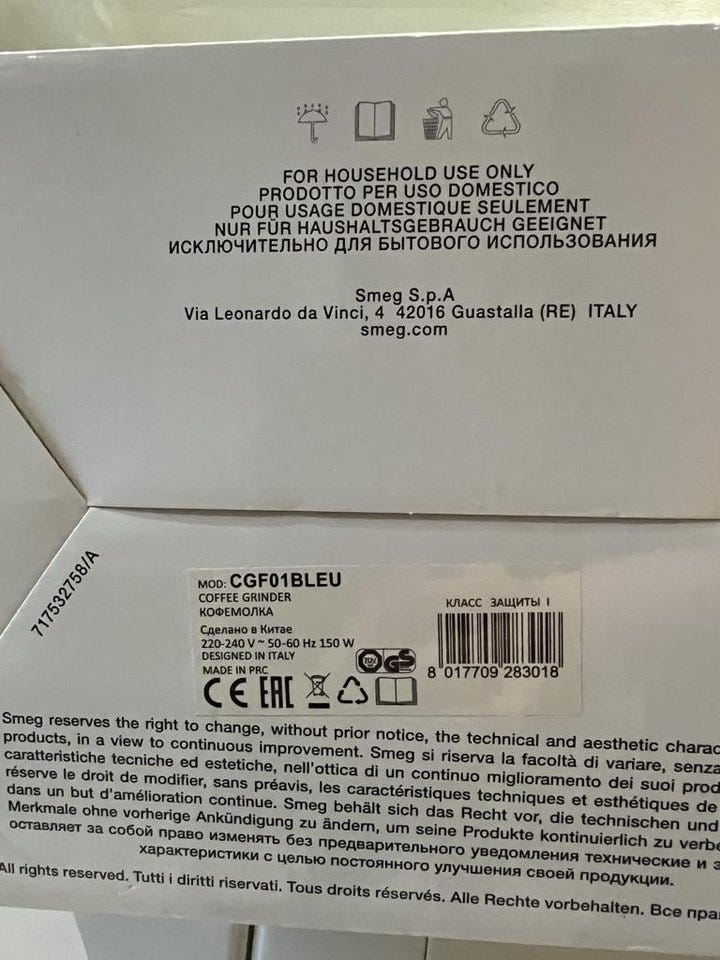 FOR HOUSEHOLD USE ONLY
PRODOTTO PER USO DOMESTICO
POUR USAGE DOMESTIQUE SEULEMENT
NUR FÜR HAUSHALTSGEBRAUCH GEEIGNET
ИСКЛЮЧИТЕЛЬНО ДЛЯ БЫТОВОГО ИСПОЛЬЗОВАНИЯ
Smeg S.p.A
Via Leonardo da Vinci, 4 42016 Guastalla (RE) ITALY
smeg.com
717532758/A
MOD: CGF01BLEU
COFFEE GRINDER
КОФЕМОЛКА
Сделано в Китае
220-240 V ~ 50-60 Hz 150 W
DESIGNED IN ITALY
MADE IN PRC
CE EAC
TÜV GS
КЛАСС ЗАЩИТЫ I
8 017709 283018
Smeg reserves the right to change, without prior notice, the technical and aesthetic charac
products, in a view to continuous improvement. Smeg si riserva la facoltà di variare, senza
caratteristiche tecniche ed estetiche, nell'ottica di un continuo miglioramento dei suoi prod
réserve le droit de modifier, sans préavis, les caractéristiques techniques et esthétiques de
dans un but d'amélioration continue. Smeg behält sich das Recht vor, die technischen und
Merkmale ohne vorherige Ankündigung zu ändern, um seine Produkte kontinuierlich zu verbe
оставляет за собой право изменять без предварительного уведомления технические и э
характеристики с целью постоянного улучшения своей продукции.
All rights reserved. Tutti i diritti riservati. Tous droits réservés. Alle Rechte vorbehalten. Все пра